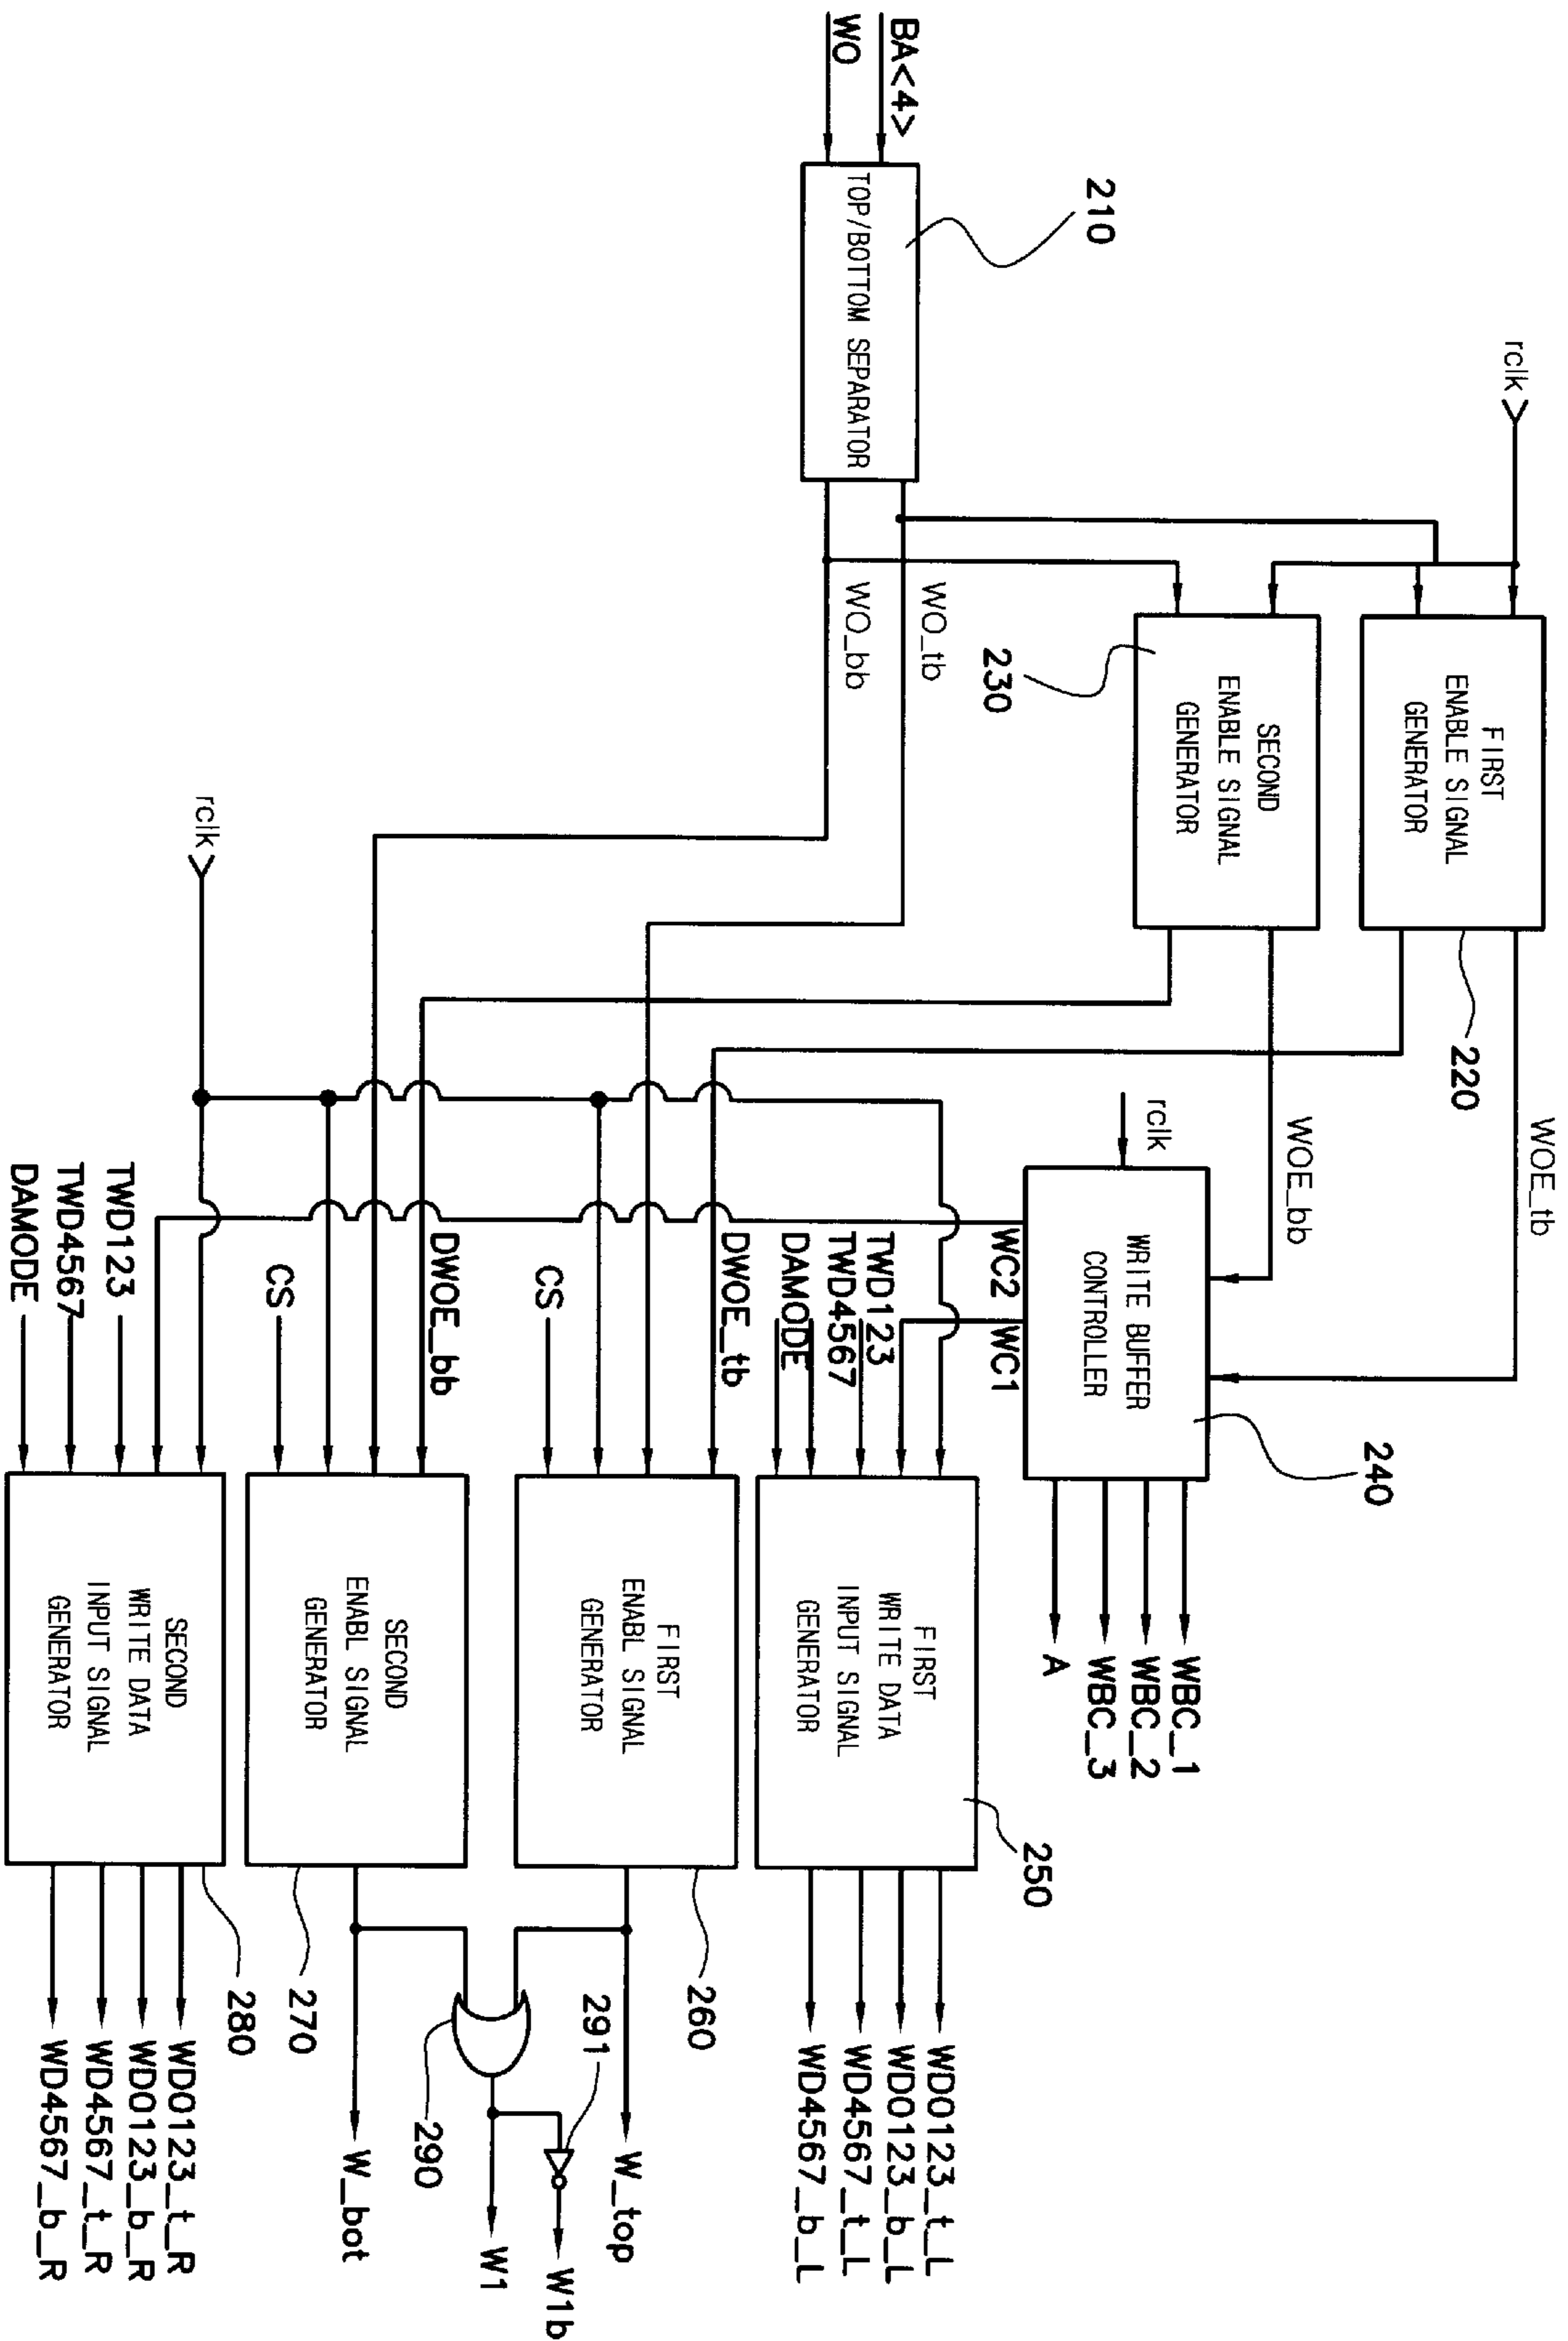 rclk
BA<4>
WO
210
TOP/BOTTOM SEPARATOR
WO_tb
WO_bb
FIRST
ENABLE SIGNAL
GENERATOR
220
SECOND
ENABLE SIGNAL
GENERATOR
230
WOE_tb
WOE_bb
rclk
WRITE BUFFER
CONTROLLER
240
WBC_1
WBC_2
WBC_3
A
WC2
WC1
rclk
TWD123
TWD4567
DAMODE
FIRST
WRITE DATA
INPUT SIGNAL
GENERATOR
250
WD0123_t_L
WD0123_b_L
WD4567_t_L
WD4567_b_L
DWOE_tb
CS
FIRST
ENABL SIGNAL
GENERATOR
260
W_top
291
W1b
W1
290
DWOE_bb
CS
SECOND
ENABL SIGNAL
GENERATOR
270
W_bot
TWD123
TWD4567
DAMODE
SECOND
WRITE DATA
INPUT SIGNAL
GENERATOR
280
WD0123_t_R
WD0123_b_R
WD4567_t_R
WD4567_b_R